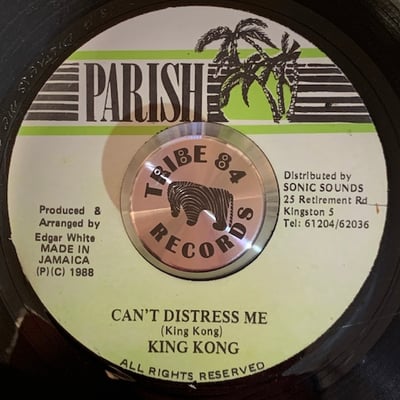 PARISH
TRIBE 84
RECORDS
Distributed by
SONIC SOUNDS
25 Retirement Rd
Kingston 5
Tel: 61204/62036
Produced &
Arranged by
Edgar White
MADE IN
JAMAICA
(P)(C) 1988
CAN'T DISTRESS ME
(King Kong)
KING KONG
ALL RIGHTS RESERVED